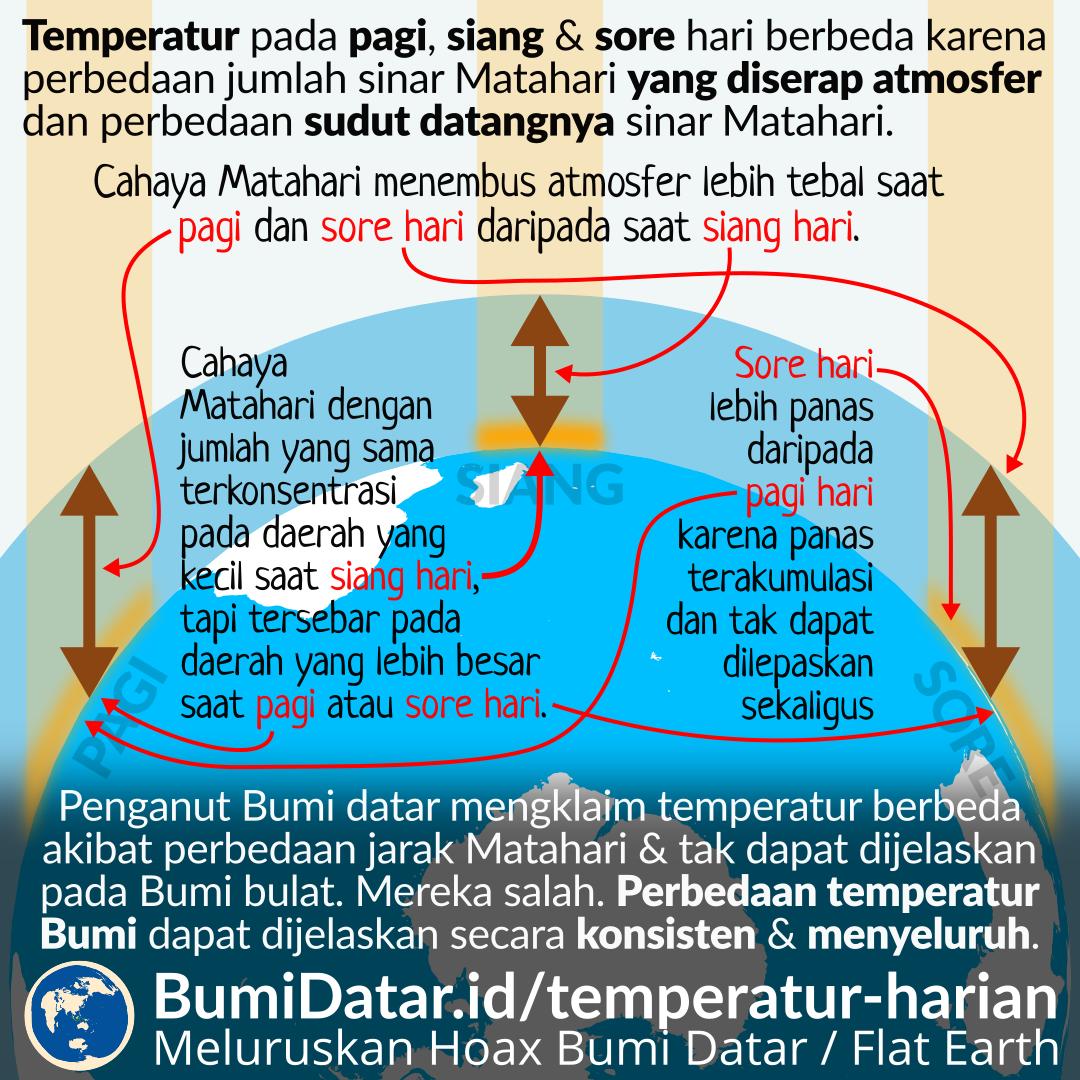 Temperatur pada pagi, siang & sore hari berbeda karena
perbedaan jumlah sinar Matahari yang diserap atmosfer
dan perbedaan sudut datangnya sinar Matahari.
Cahaya Matahari menembus atmosfer lebih tebal saat
pagi dan sore hari daripada saat siang hari.
Cahaya
Matahari dengan
jumlah yang sama
terkonsentrasi
pada daerah yang
kecil saat siang hari,
tapi tersebar pada
daerah yang lebih besar
saat pagi atau sore hari.
SIANG
Sore hari
lebih panas
daripada
pagi hari
karena panas
terakumulasi
dan tak dapat
dilepaskan
sekaligus
PAGI
SORE
Penganut Bumi datar mengklaim temperatur berbeda
akibat perbedaan jarak Matahari & tak dapat dijelaskan
pada Bumi bulat. Mereka salah. Perbedaan temperatur
Bumi dapat dijelaskan secara konsisten & menyeluruh.
BumiDatar.id/temperatur-harian
Meluruskan Hoax Bumi Datar / Flat Earth